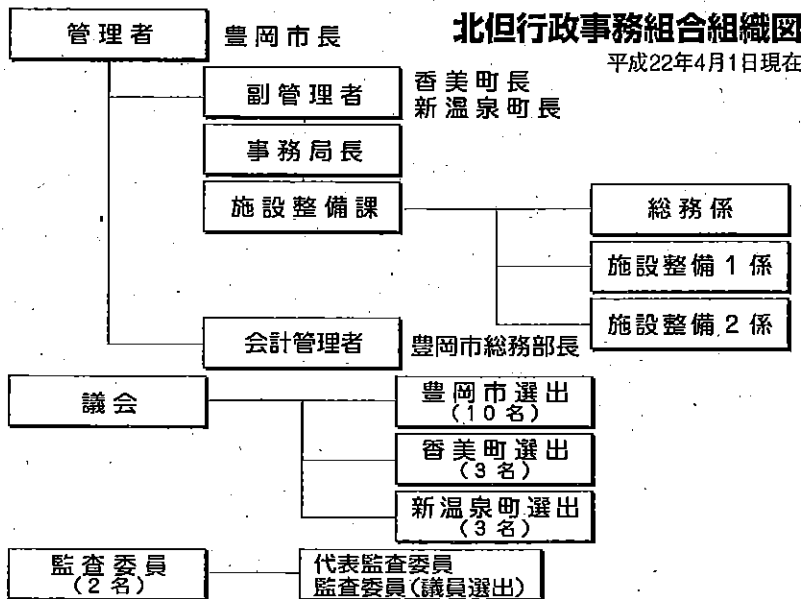 北但行政事務組合組織図
平成22年4月1日現在
管理者 豊岡市長
副管理者 香美町長
新温泉町長
事務局長
施設整備課
総務係
施設整備1係
施設整備2係
会計管理者 豊岡市総務部長
議会
豊岡市選出
(10名)
香美町選出
(3名)
新温泉町選出
(3名)
監査委員
(2名)
代表監査委員
監査委員(議員選出)